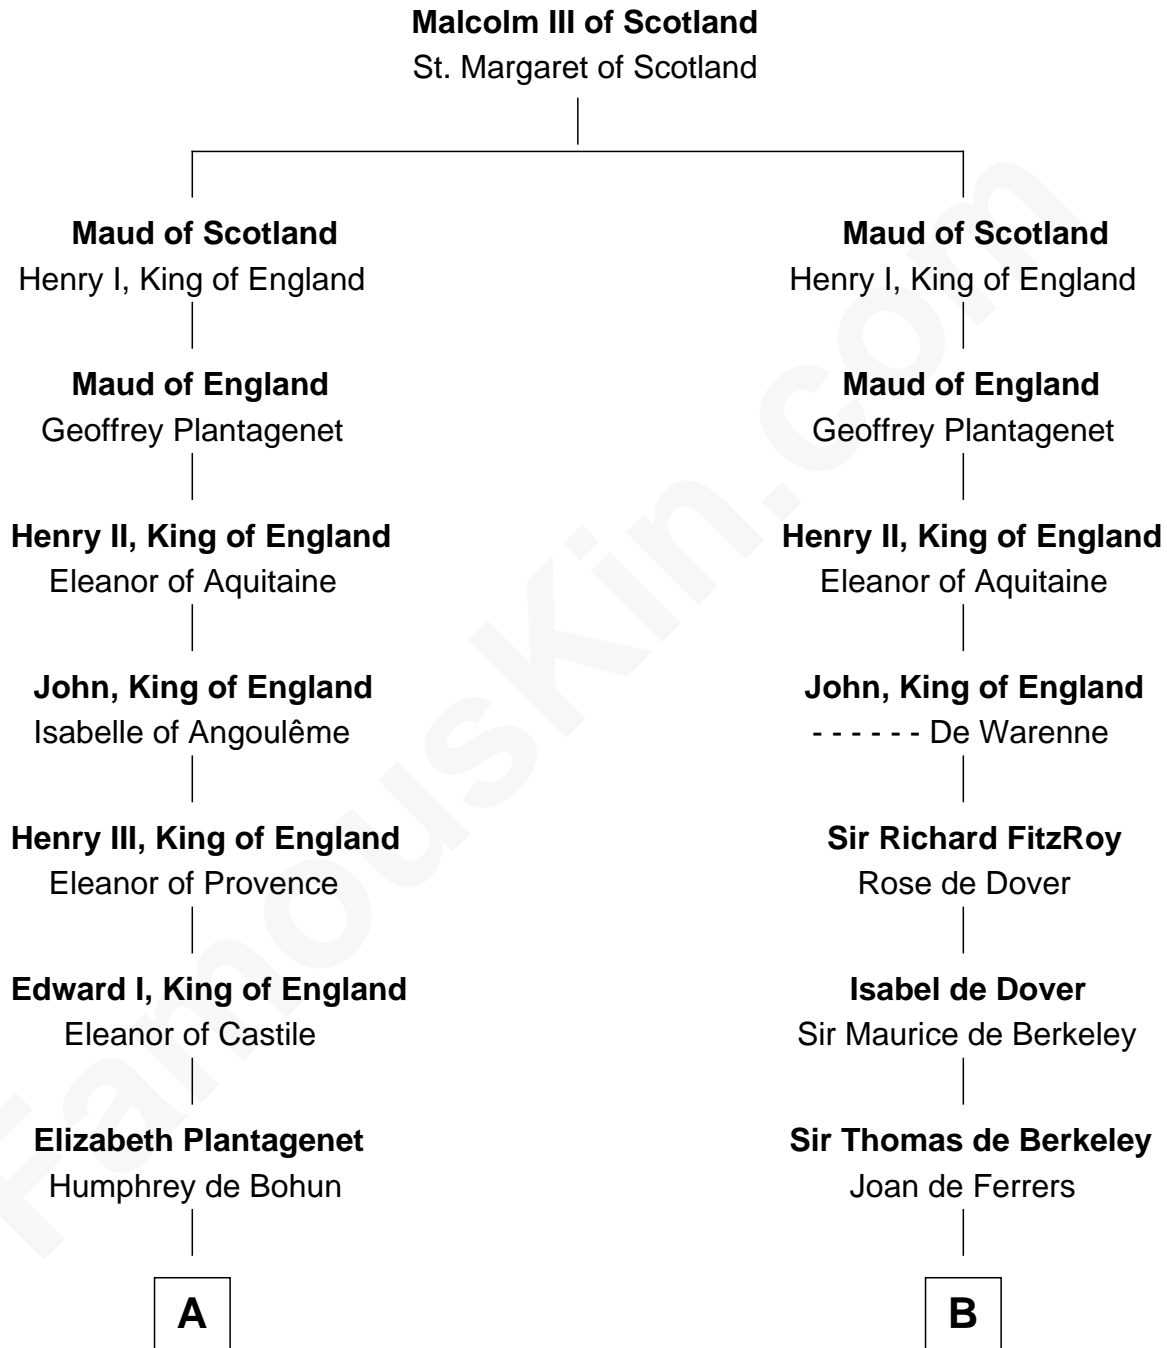 Malcolm III of Scotland
St. Margaret of Scotland
Maud of Scotland
Henry I, King of England
Maud of England
Geoffrey Plantagenet
Henry II, King of England
Eleanor of Aquitaine
John, King of England
Isabelle of Angoulême
Henry III, King of England
Eleanor of Provence
Edward I, King of England
Eleanor of Castile
Elizabeth Plantagenet
Humphrey de Bohun
A
Maud of Scotland
Henry I, King of England
Maud of England
Geoffrey Plantagenet
Henry II, King of England
Eleanor of Aquitaine
John, King of England
- - - - - - De Warenne
Sir Richard FitzRoy
Rose de Dover
Isabel de Dover
Sir Maurice de Berkeley
Sir Thomas de Berkeley
Joan de Ferrers
B
FamousKin.com